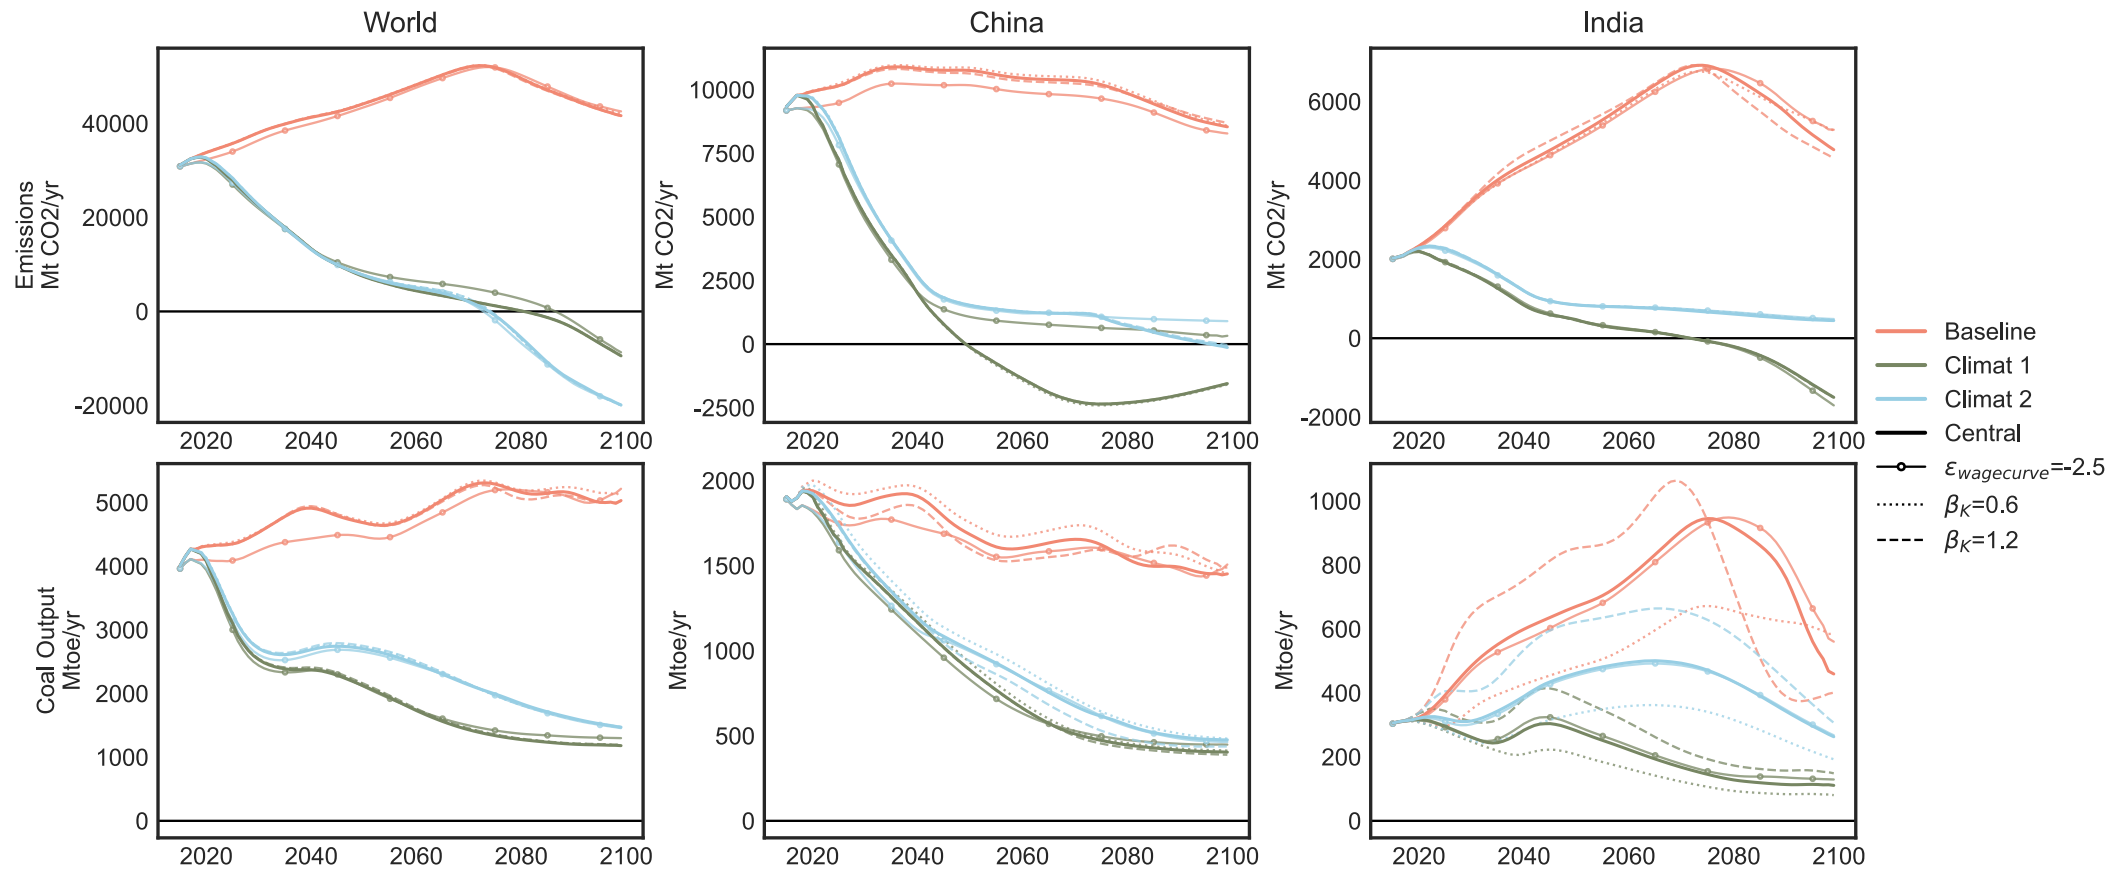 World
China
India
Emissions
Mt CO2/yr
40000
20000
0
-20000
2020 2040 2060 2080 2100
Mt CO2/yr
10000
7500
5000
2500
0
-2500
2020 2040 2060 2080 2100
Mt CO2/yr
6000
4000
2000
0
-2000
2020 2040 2060 2080 2100
Coal Output
Mtoe/yr
5000
4000
3000
2000
1000
0
2020 2040 2060 2080 2100
Mtoe/yr
2000
1500
1000
500
0
2020 2040 2060 2080 2100
Mtoe/yr
1000
800
600
400
200
0
2020 2040 2060 2080 2100
Baseline
Climat 1
Climat 2
Central
ε_wagecurve=-2.5
β_K=0.6
β_K=1.2